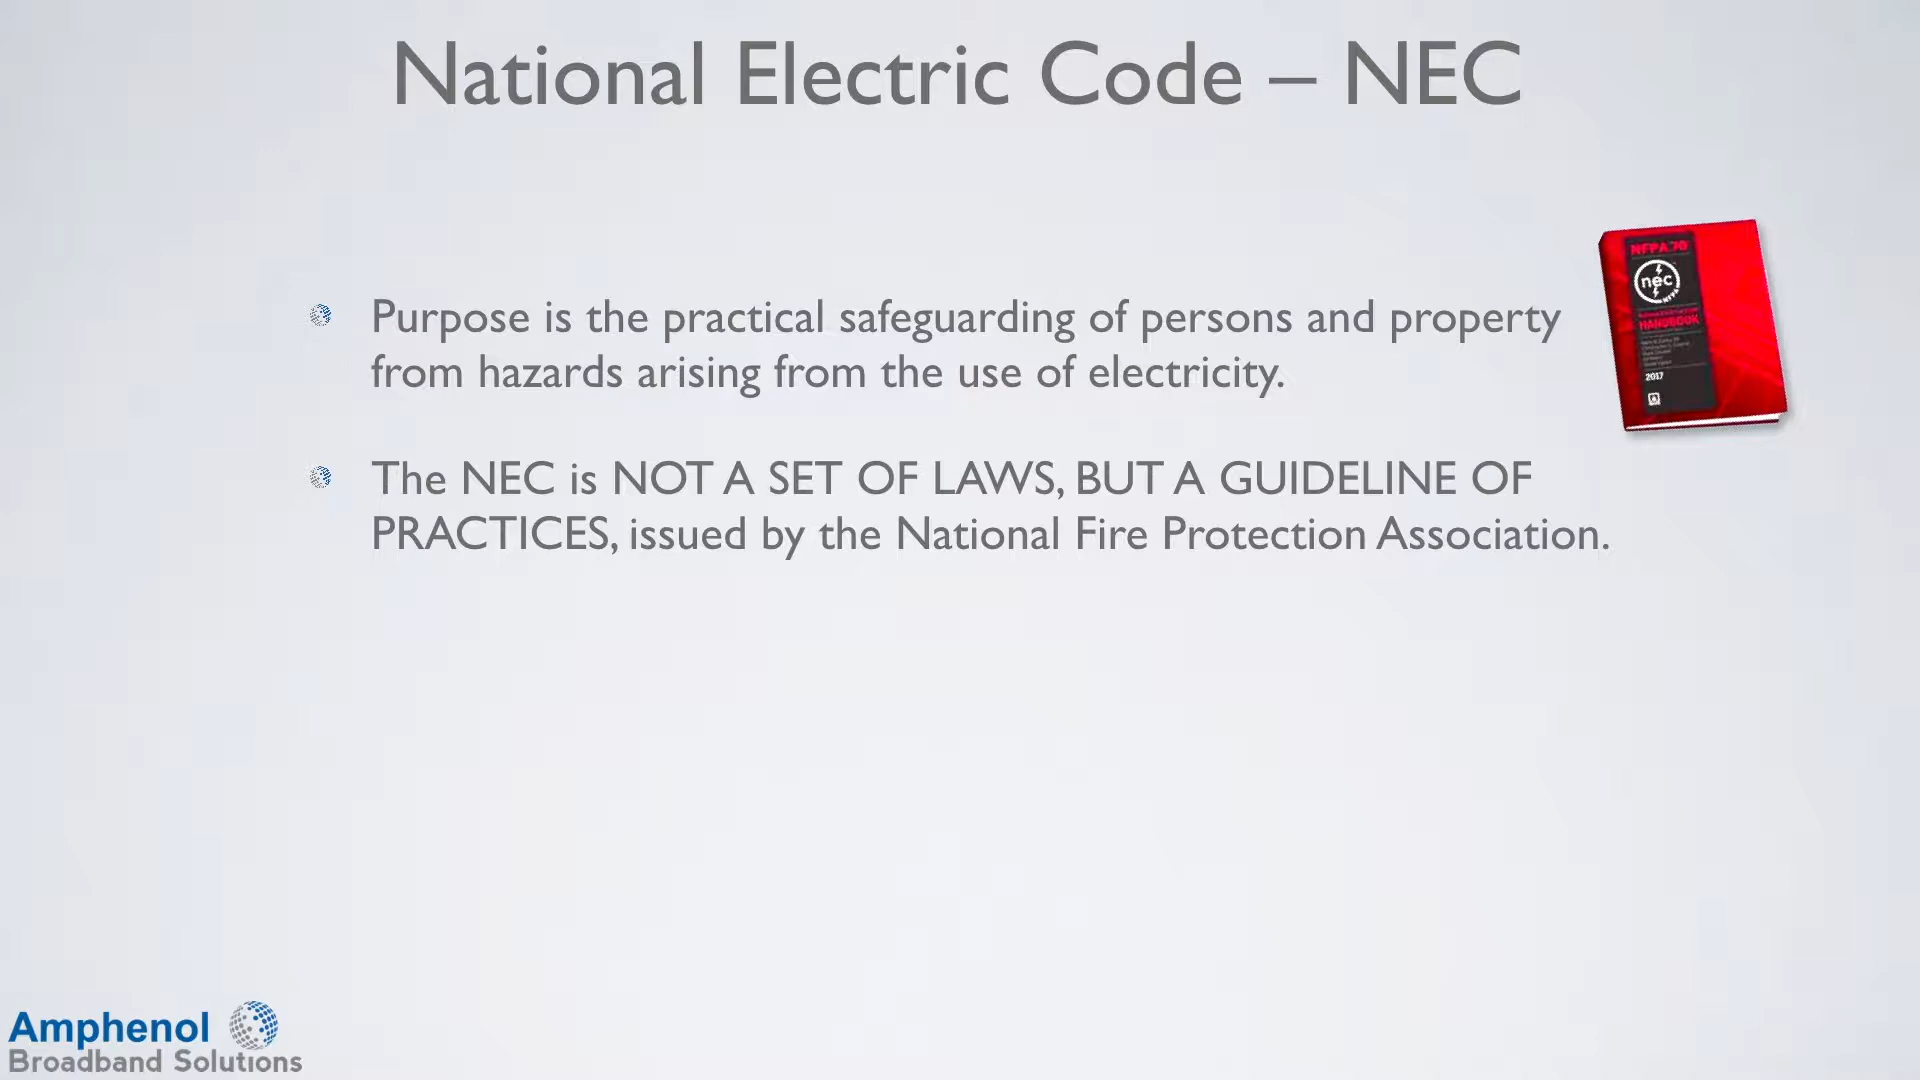 National Electric Code – NEC
Purpose is the practical safeguarding of persons and property
from hazards arising from the use of electricity.
The NEC is NOT A SET OF LAWS, BUT A GUIDELINE OF
PRACTICES, issued by the National Fire Protection Association.
NFPA 70
nec
NFPA
HANDBOOK
2017
Amphenol
Broadband Solutions